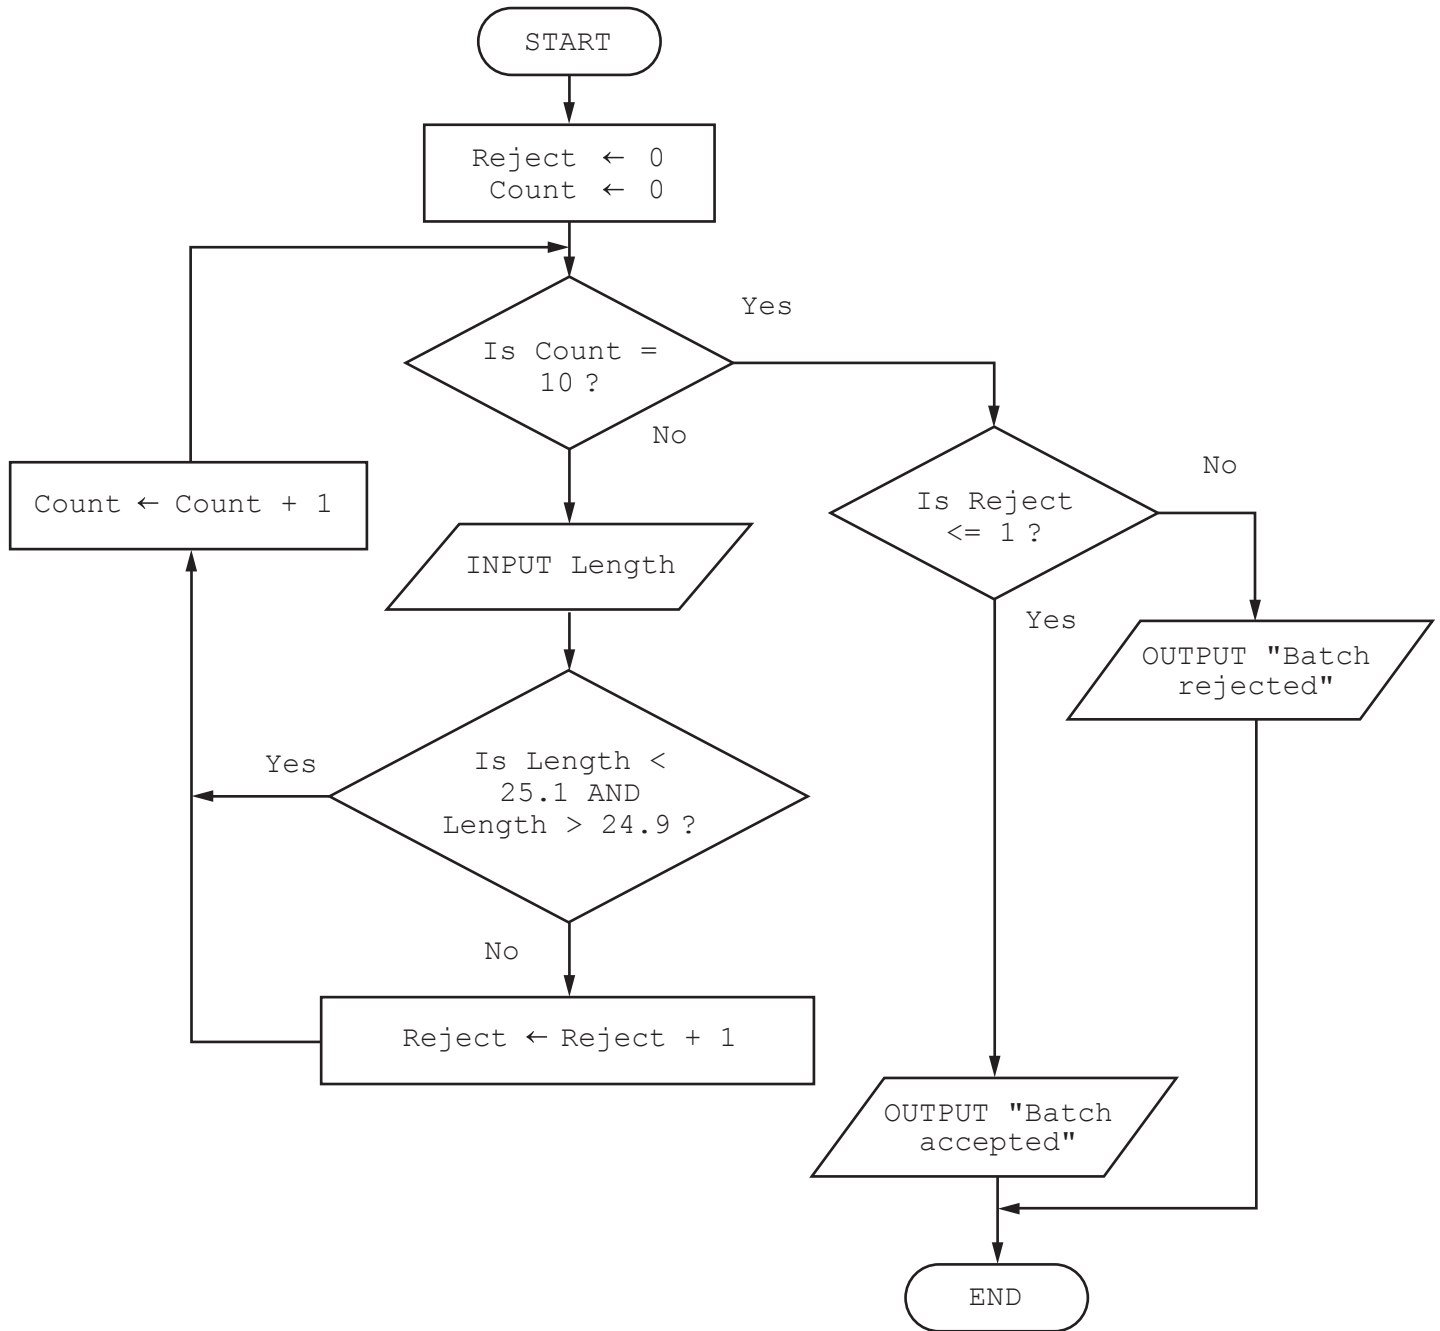 START
Reject ← 0
Count ← 0
Yes
Is Count =
10 ?
No
Count ← Count + 1
No
Is Reject
<= 1 ?
INPUT Length
Yes
OUTPUT "Batch
rejected"
Yes
Is Length <
25.1 AND
Length > 24.9 ?
No
Reject ← Reject + 1
OUTPUT "Batch
accepted"
END